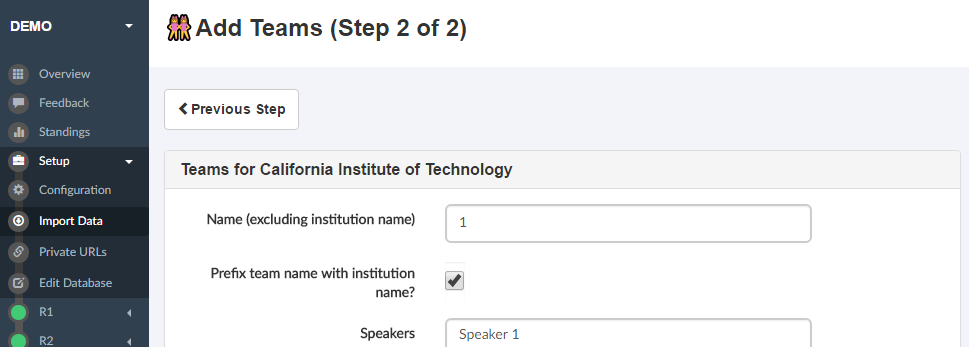 DEMO
Overview
Feedback
Standings
Setup
Configuration
Import Data
Private URLs
Edit Database
R1
R2
Add Teams (Step 2 of 2)
Previous Step
Teams for California Institute of Technology
Name (excluding institution name)
1
Prefix team name with institution
name?
Speakers
Speaker 1